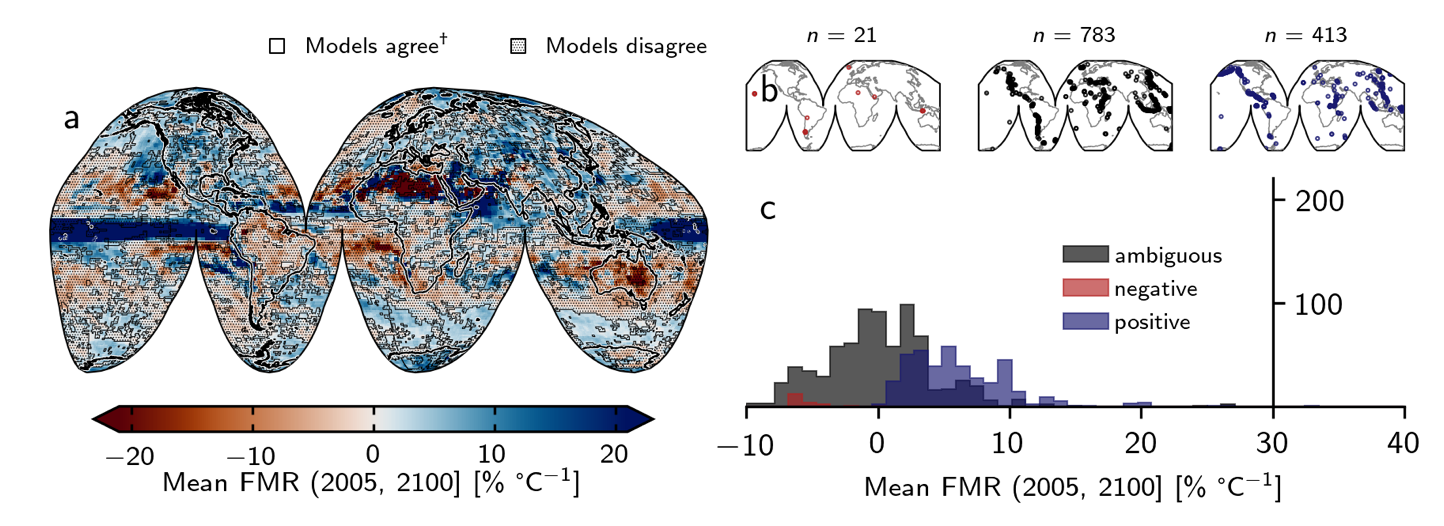 Models agree†
Models disagree
a
−20
−10
0
10
20
Mean FMR (2005, 2100] [% °C⁻¹]
n = 21
n = 783
n = 413
b
c
200
100
ambiguous
negative
positive
−10
0
10
20
30
40
Mean FMR (2005, 2100] [% °C⁻¹]